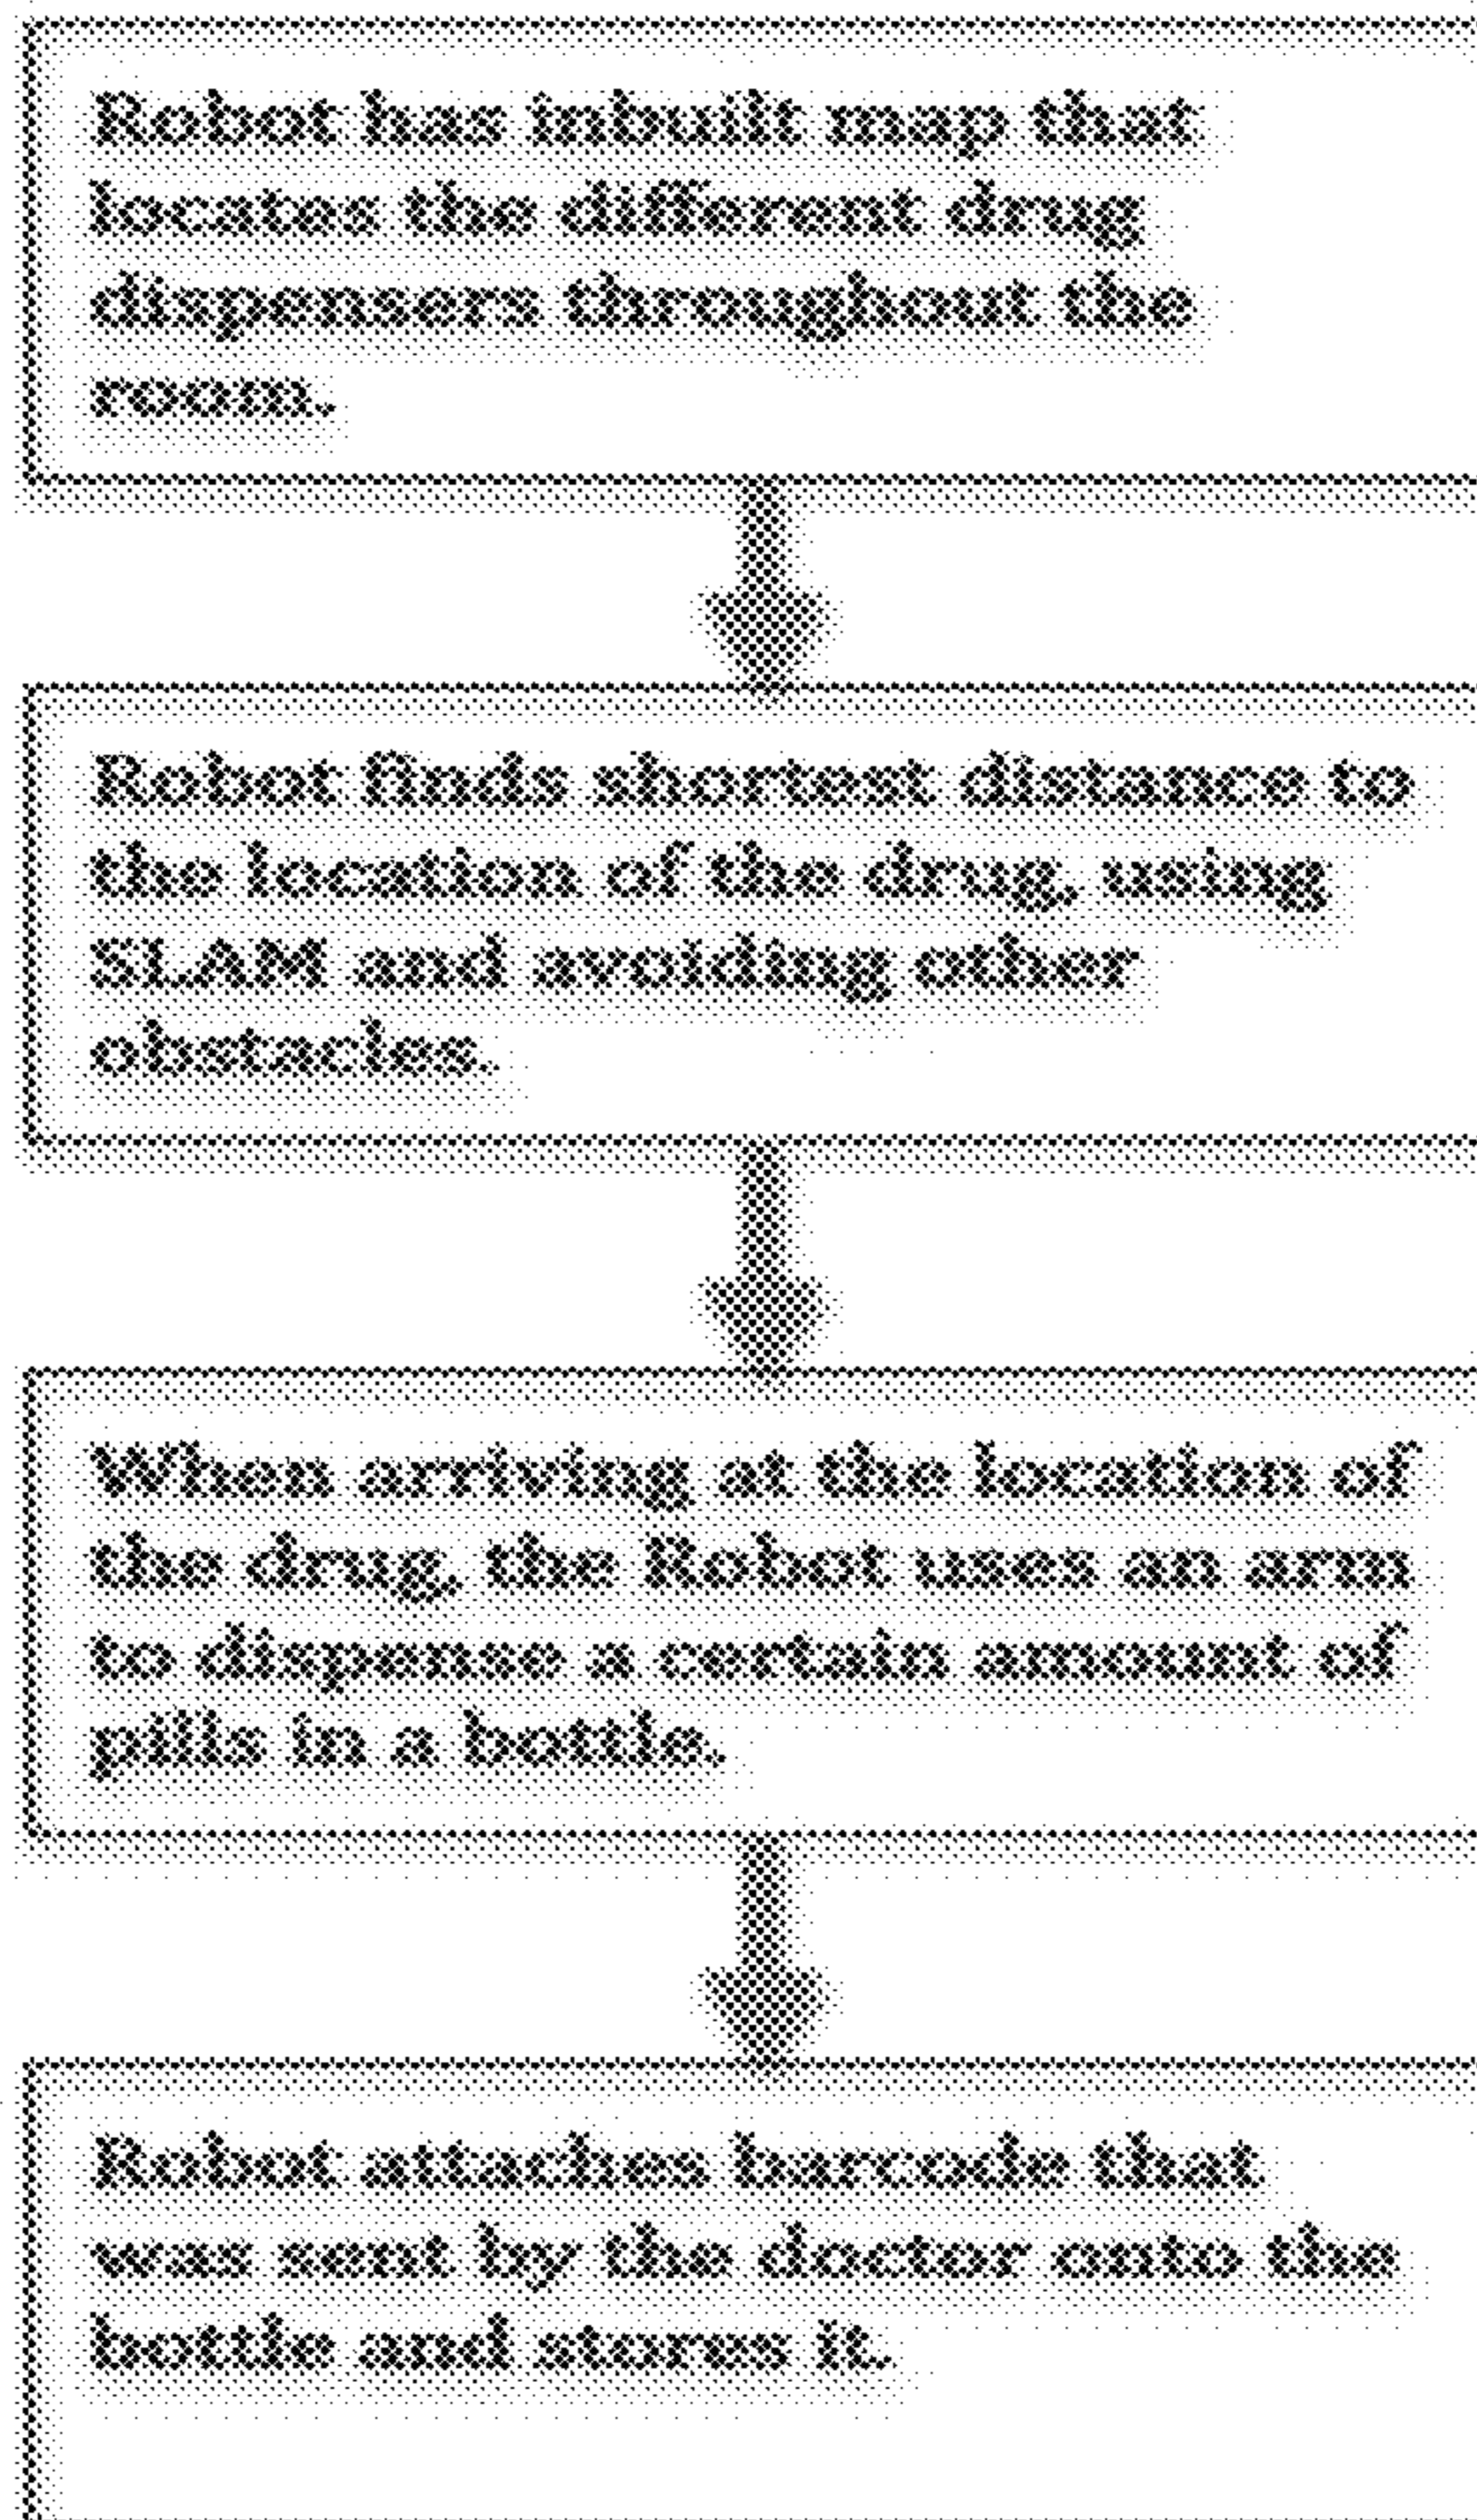 Robot has inbuilt map that
locates the different drug
dispensers throughout the
room.
Robot finds shortest distance to
the location of the drug, using
SLAM and avoiding other
obstacles.
When arriving at the location of
the drug, the Robot uses an arm
to dispense a certain amount of
pills in a bottle.
Robot attaches barcode that
was sent by the doctor onto the
bottle and stores it.